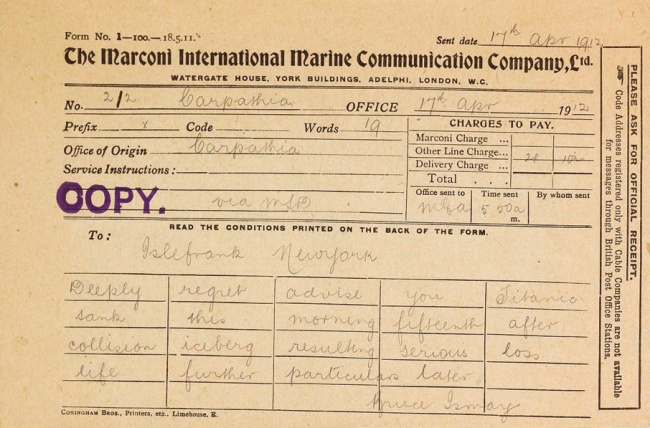 Form No. 1—100.—18.5.11.
Sent date 17th Apr 1912
The Marconi International Marine Communication Company, Ltd.
WATERGATE HOUSE, YORK BUILDINGS, ADELPHI, LONDON, W.C.
No. 2/2 Carpathia OFFICE 17th Apr 1912
Prefix Code Words 19
CHARGES TO PAY.
Marconi Charge ...
Office of Origin Carpathia
Other Line Charge...
Delivery Charge ...
Service Instructions:
Total . . .
COPY. via MSD
Office sent to Time sent By whom sent
5 50a m.
READ THE CONDITIONS PRINTED ON THE BACK OF THE FORM.
To: Islefrank Newyork
Deeply regret advise you Titanic
sank this morning fifteenth after
collision iceberg resulting serious loss
life further particulars later
Bruce Ismay
CONINGHAM BROS., Printers, etc., Limehouse, E.
PLEASE ASK FOR OFFICIAL RECEIPT.
☛ Code Addresses registered only with Cable Companies are not available
for messages through British Post Office Stations.